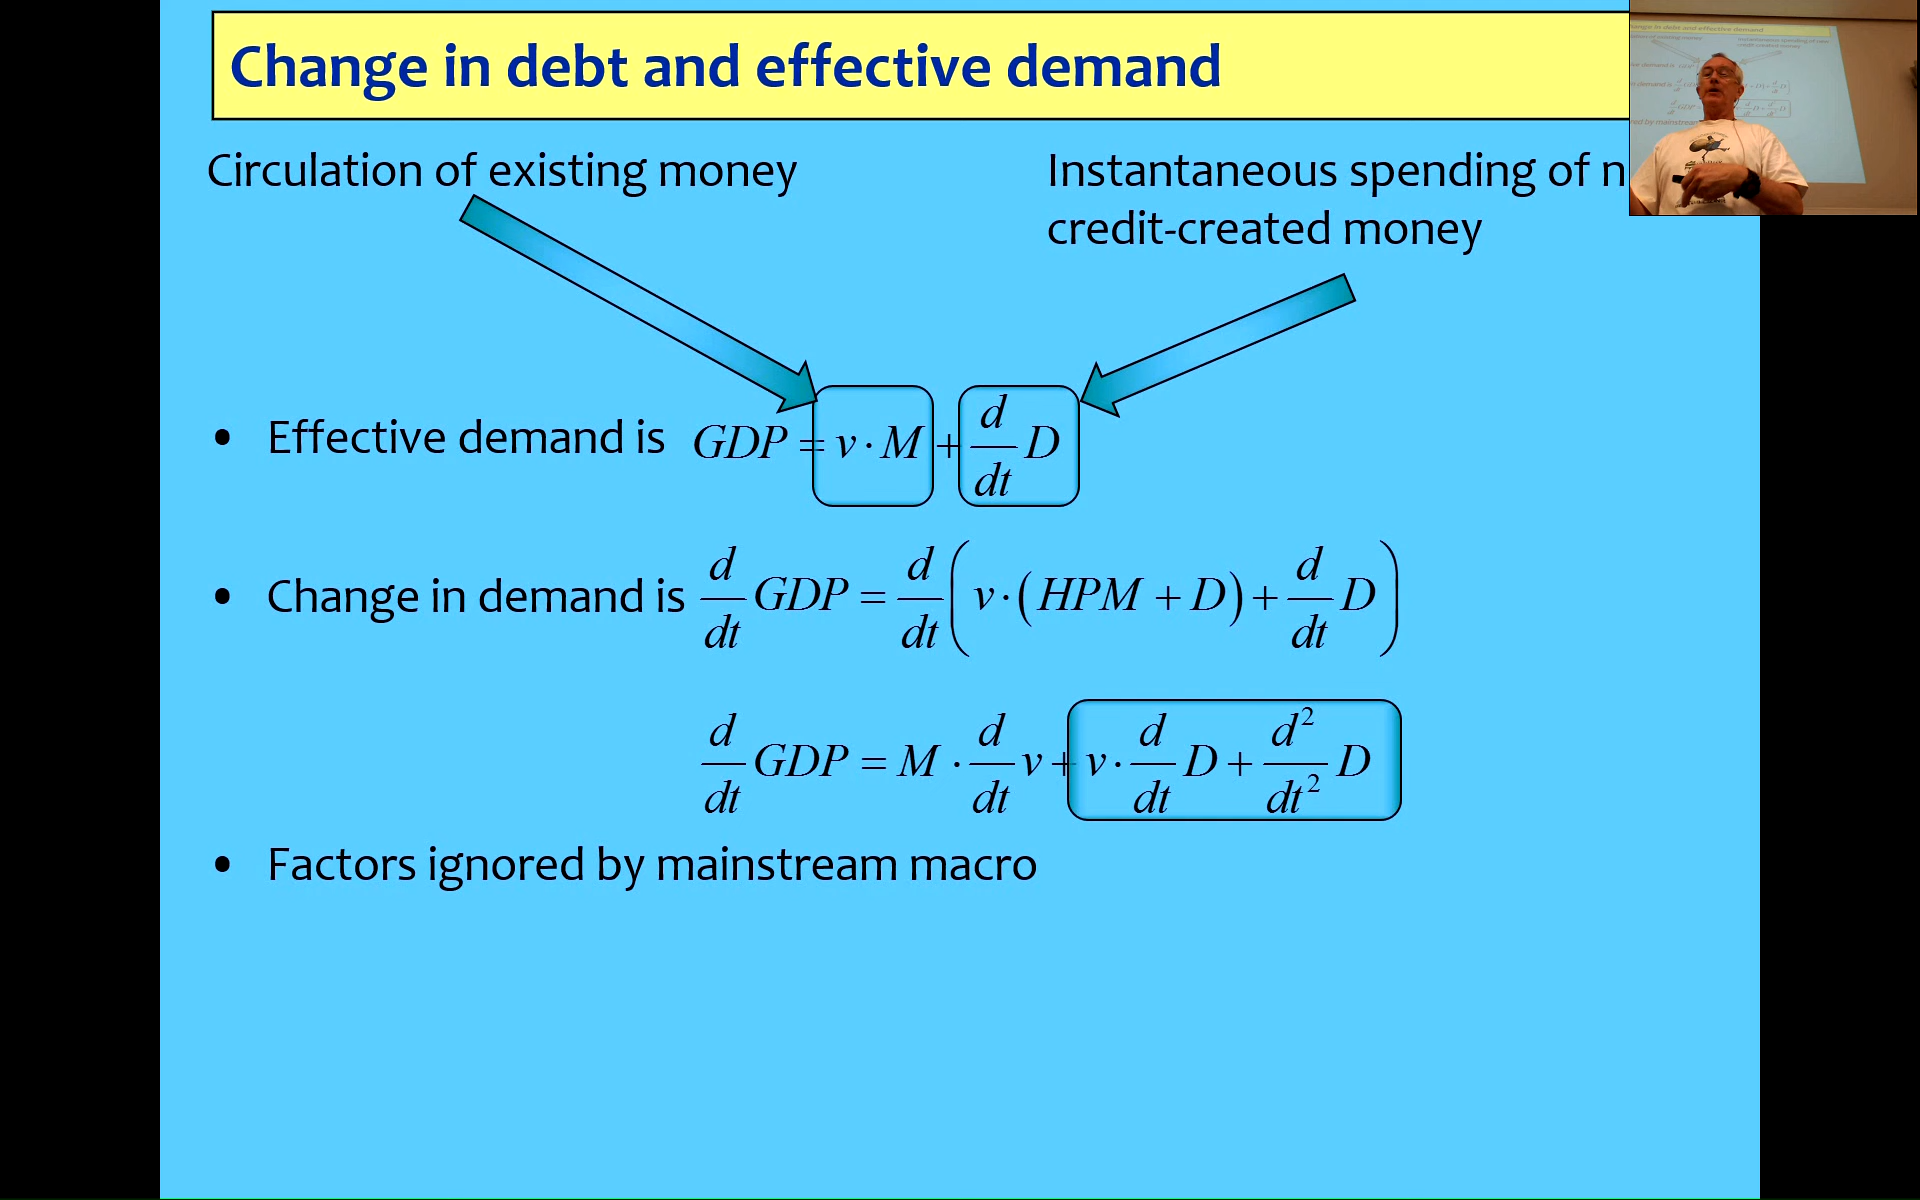 Change in debt and effective demand
Circulation of existing money
Instantaneous spending of n
credit-created money
• Effective demand is GDP = v · M + d/dt D
• Change in demand is d/dt GDP = d/dt ( v · ( HPM + D ) + d/dt D )
d/dt GDP = M · d/dt v + v · d/dt D + d²/dt² D
• Factors ignored by mainstream macro